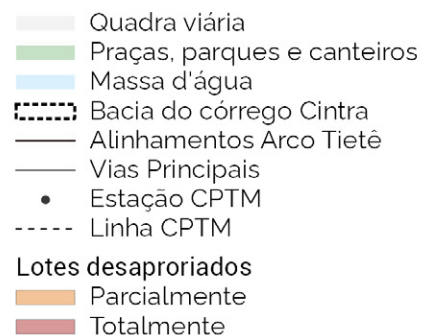 Quadra viária
Praças, parques e canteiros
Massa d'água
Bacia do córrego Cintra
Alinhamentos Arco Tietê
Vias Principais
Estação CPTM
Linha CPTM
Lotes desaproriados
Parcialmente
Totalmente